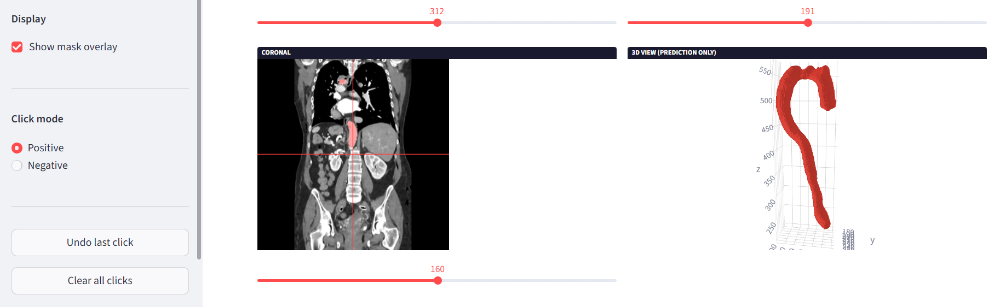 Display
Show mask overlay
Click mode
Positive
Negative
Undo last click
Clear all clicks
312
191
CORONAL
3D VIEW (PREDICTION ONLY)
550
500
450
400
z
350
300
250
180
y
160